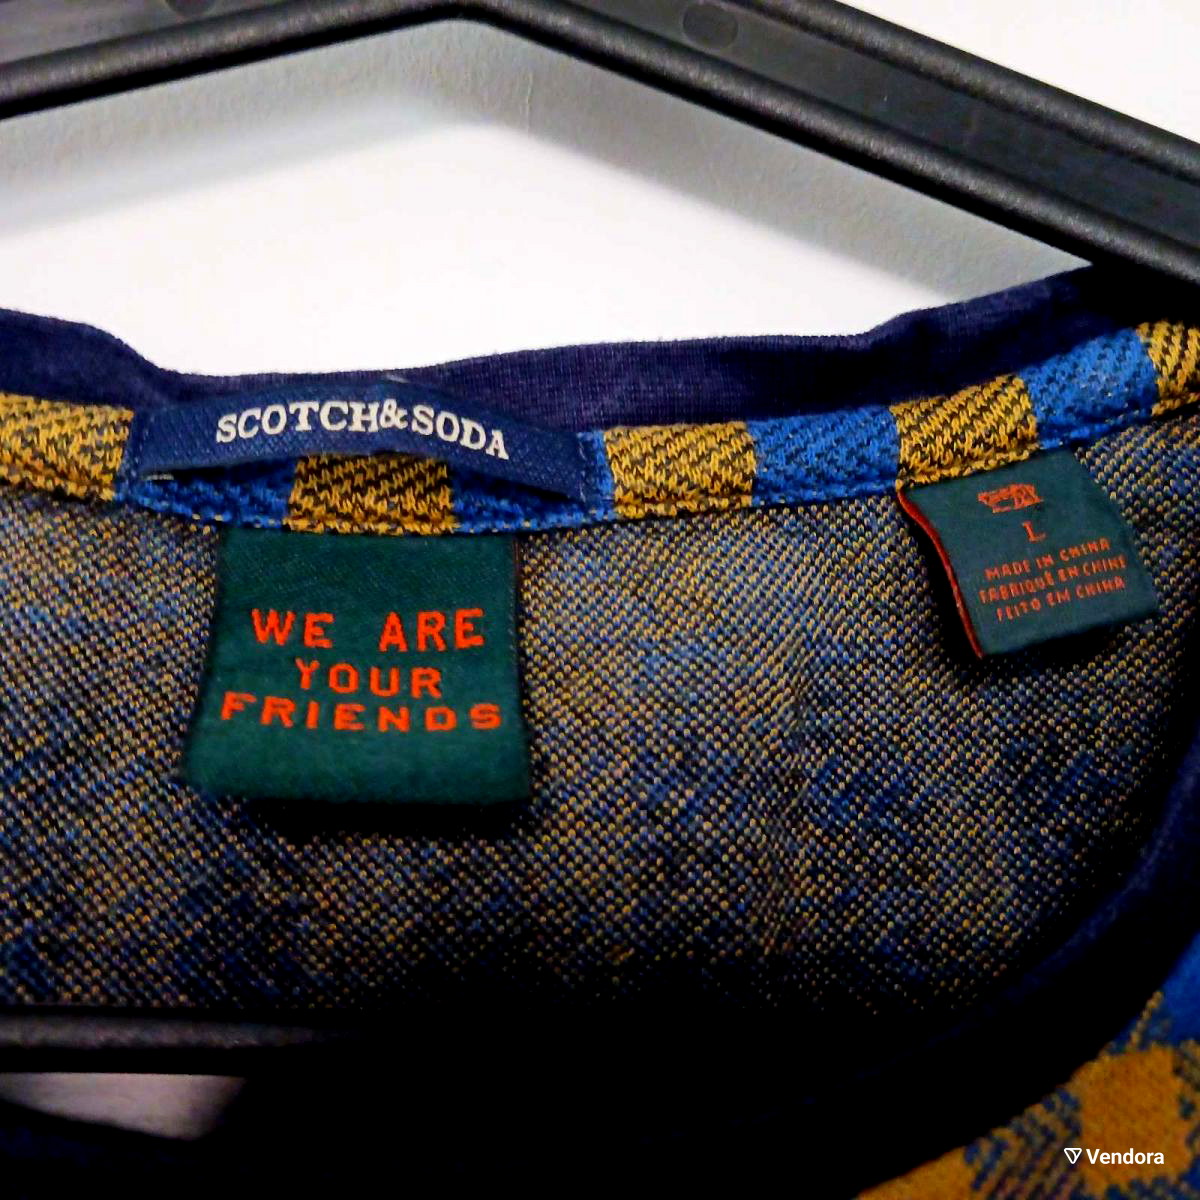 SCOTCH&SODA
WE ARE
YOUR
FRIENDS
L
MADE IN CHINA
FABRIQUÉ EN CHINE
FEITO EM CHINA
Vendora